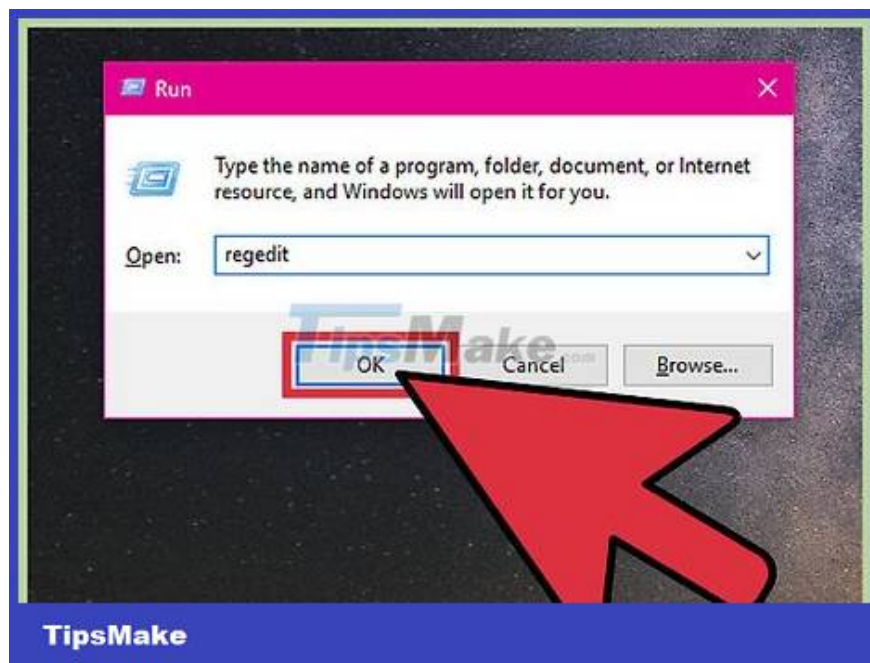 Run
Type the name of a program, folder, document, or Internet
resource, and Windows will open it for you.
Open: regedit
TipsMake.com
OK Cancel Browse...
TipsMake